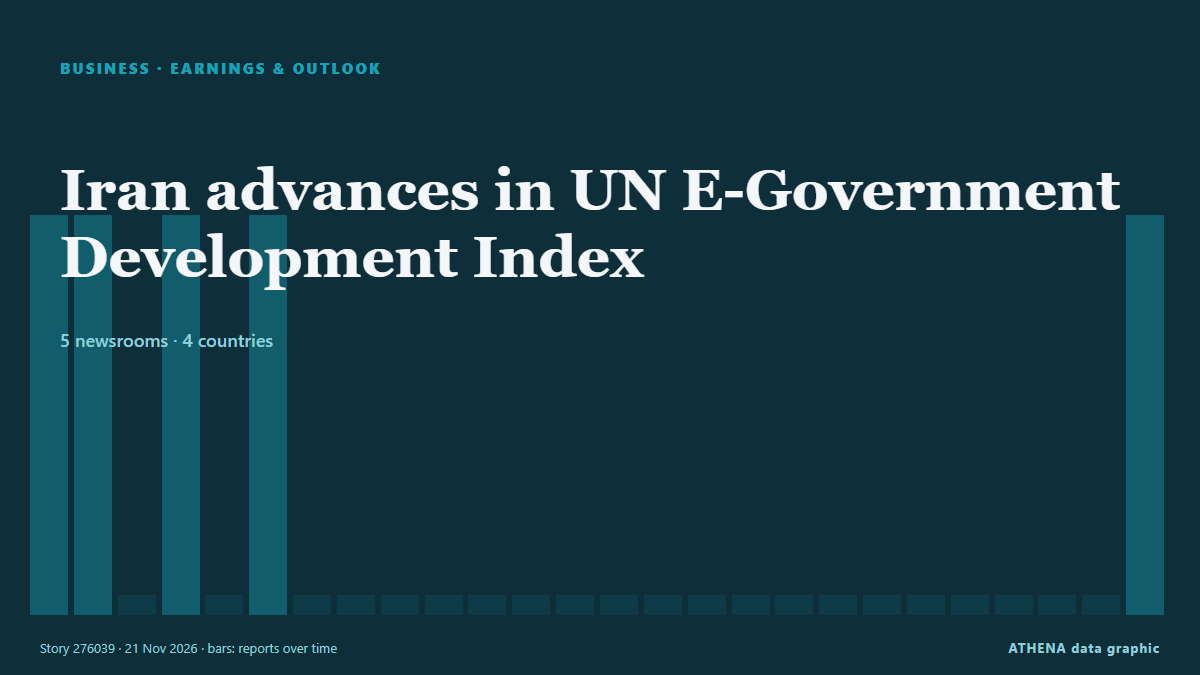 BUSINESS · EARNINGS & OUTLOOK
Iran advances in UN E-Government
Development Index
5 newsrooms · 4 countries
Story 276039 · 21 Nov 2026 · bars: reports over time
ATHENA data graphic